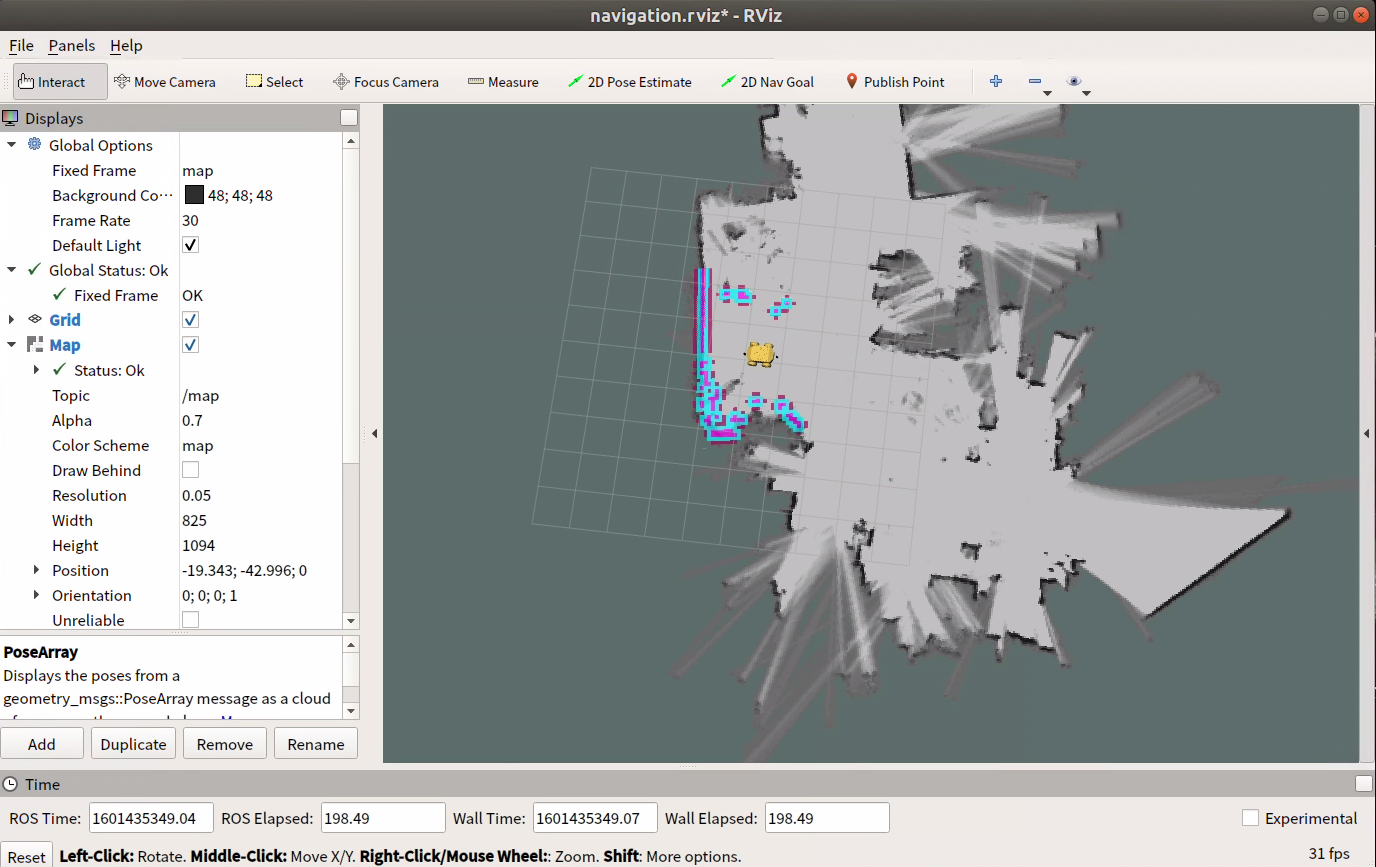 navigation.rviz* - RViz
File Panels Help
Interact Move Camera Select Focus Camera Measure 2D Pose Estimate 2D Nav Goal Publish Point
Displays
Global Options
Fixed Frame map
Background Co··· 48; 48; 48
Frame Rate 30
Default Light
Global Status: Ok
Fixed Frame OK
Grid
Map
Status: Ok
Topic /map
Alpha 0.7
Color Scheme map
Draw Behind
Resolution 0.05
Width 825
Height 1094
Position -19.343; -42.996; 0
Orientation 0; 0; 0; 1
Unreliable
PoseArray
Displays the poses from a
geometry_msgs::PoseArray message as a cloud
Add Duplicate Remove Rename
Time
ROS Time: 1601435349.04 ROS Elapsed: 198.49 Wall Time: 1601435349.07 Wall Elapsed: 198.49 Experimental
Reset Left-Click: Rotate. Middle-Click: Move X/Y. Right-Click/Mouse Wheel:: Zoom. Shift: More options. 31 fps